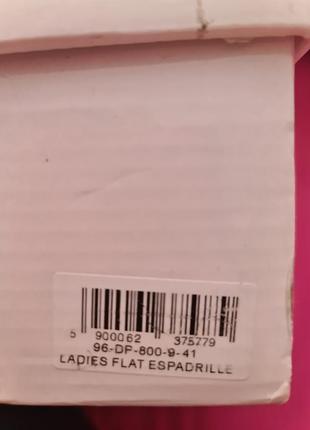 5 900062 375779
96-DP-800-9-41
LADIES FLAT ESPADRILLE